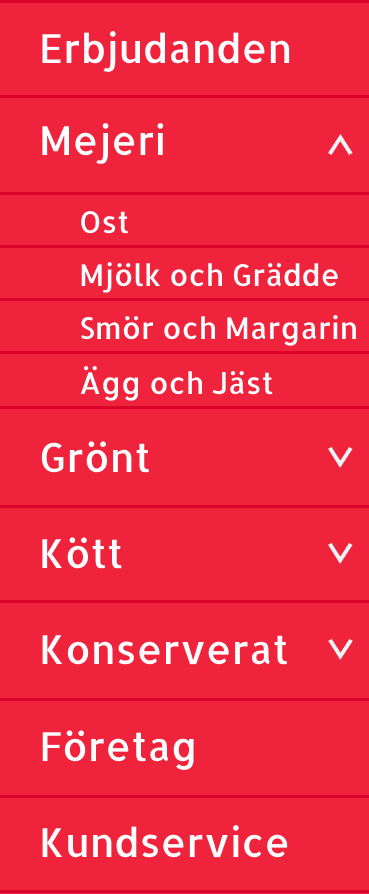 Erbjudanden
Mejeri
Ost
Mjölk och Grädde
Smör och Margarin
Ägg och Jäst
Grönt
Kött
Konserverat
Företag
Kundservice